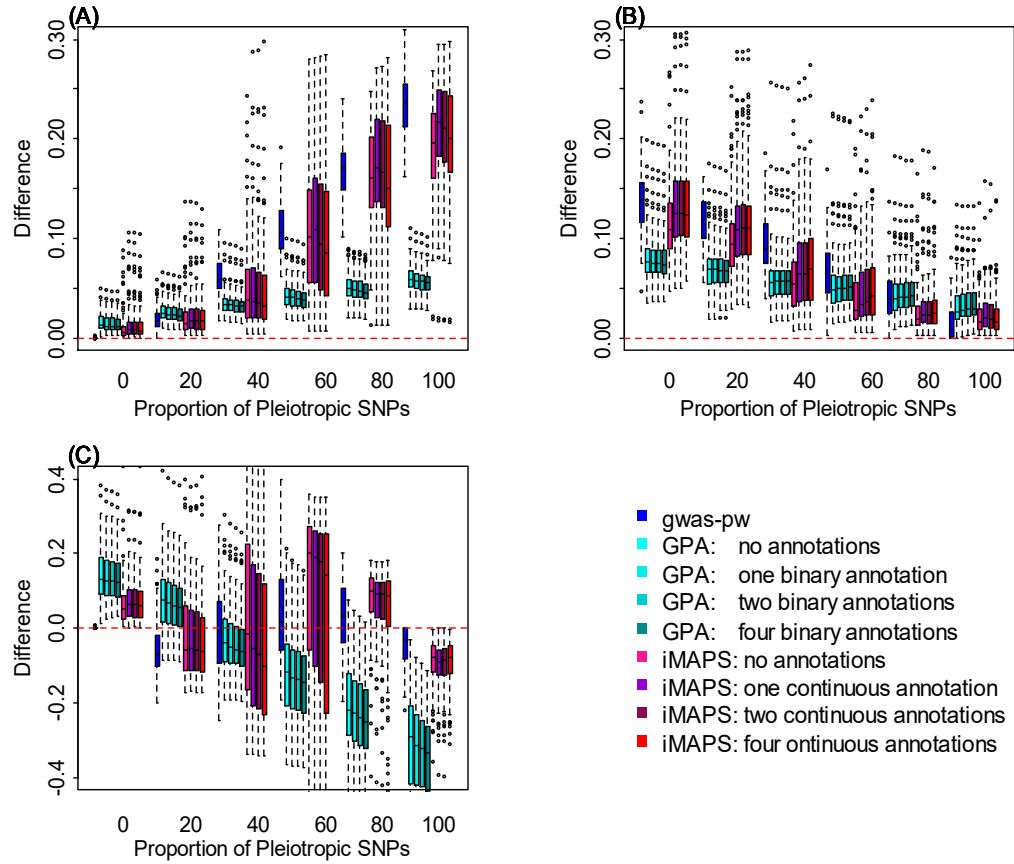 (A)
0.30
0.20
0.10
0.00
Difference
0 20 40 60 80 100
Proportion of Pleiotropic SNPs
(B)
0.30
0.20
0.10
0.00
Difference
0 20 40 60 80 100
Proportion of Pleiotropic SNPs
(C)
0.4
0.2
0.0
-0.2
-0.4
Difference
0 20 40 60 80 100
Proportion of Pleiotropic SNPs
gwas-pw
GPA: no annotations
GPA: one binary annotation
GPA: two binary annotations
GPA: four binary annotations
iMAPS: no annotations
iMAPS: one continuous annotation
iMAPS: two continuous annotations
iMAPS: four ontinuous annotations